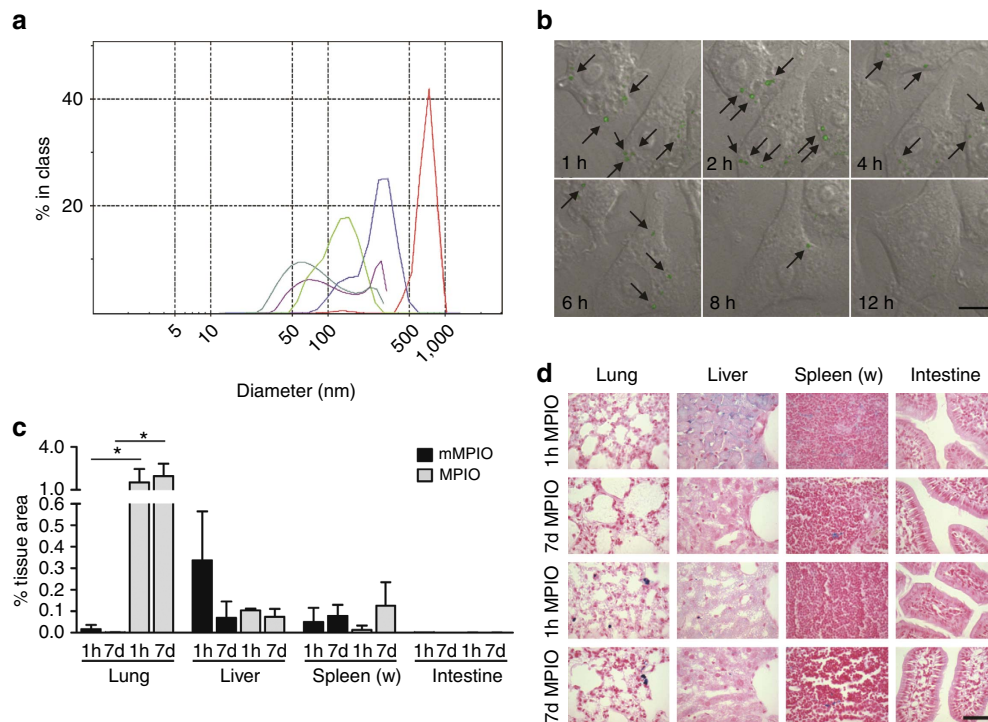 a
% in class
40
20
5
10
50
100
500
1,000
Diameter (nm)
b
1 h
2 h
4 h
6 h
8 h
12 h
c
% tissue area
4.0
1.0
0.6
0.5
0.4
0.3
0.2
0.1
0.0
* *
mMPIO
MPIO
1h 7d 1h 7d 1h 7d 1h 7d 1h 7d 1h 7d 1h 7d 1h 7d
Lung Liver Spleen (w) Intestine
d
Lung Liver Spleen (w) Intestine
1h MPIO
7d MPIO
1h MPIO
7d MPIO